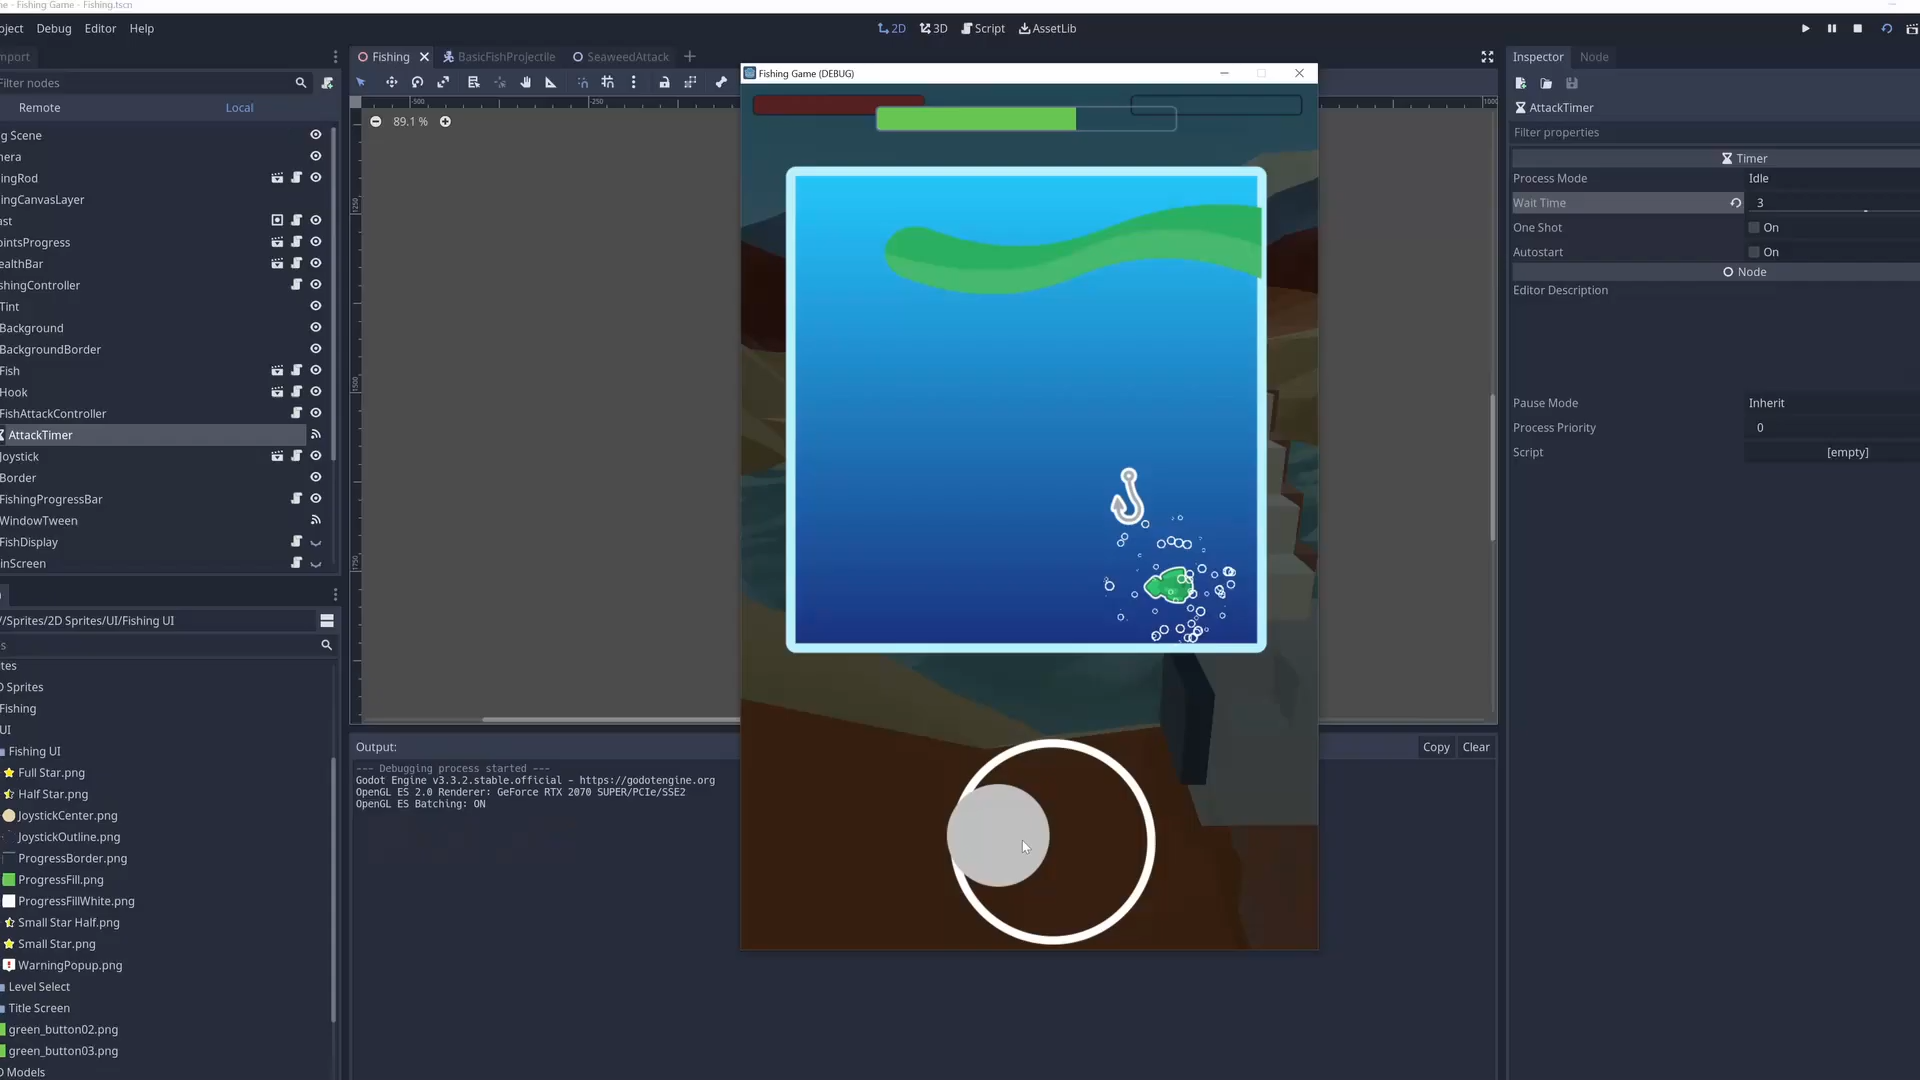 ne - Fishing Game - Fishing.tscn
oject Debug Editor Help
2D 3D Script AssetLib
mport
Filter nodes
Remote Local
g Scene
nera
ingRod
ingCanvasLayer
ast
ointsProgress
ealthBar
shingController
Tint
Background
BackgroundBorder
Fish
Hook
FishAttackController
AttackTimer
Joystick
Border
FishingProgressBar
WindowTween
FishDisplay
inScreen
//Sprites/2D Sprites/UI/Fishing UI
s
tes
D Sprites
Fishing
UI
Fishing UI
Full Star.png
Half Star.png
JoystickCenter.png
JoystickOutline.png
ProgressBorder.png
ProgressFill.png
ProgressFillWhite.png
Small Star Half.png
Small Star.png
WarningPopup.png
Level Select
Title Screen
green_button02.png
green_button03.png
D Models
Fishing BasicFishProjectile SeaweedAttack
-500 -250 1000
89.1 %
1250
1500
1750
Fishing Game (DEBUG)
Output:
Copy Clear
--- Debugging process started ---
Godot Engine v3.3.2.stable.official - https://godotengine.org
OpenGL ES 2.0 Renderer: GeForce RTX 2070 SUPER/PCIe/SSE2
OpenGL ES Batching: ON
Inspector Node
AttackTimer
Filter properties
Timer
Process Mode Idle
Wait Time 3
One Shot On
Autostart On
Node
Editor Description
Pause Mode Inherit
Process Priority 0
Script [empty]